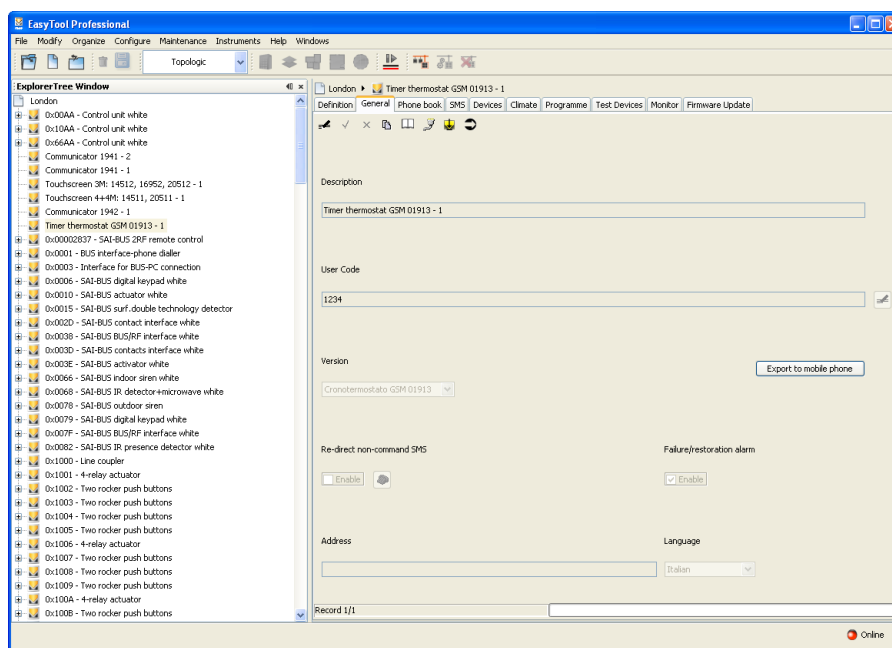 EasyTool Professional
File Modify Organize Configure Maintenance Instruments Help Windows
Topologic
ExplorerTree Window
London
0x00AA - Control unit white
0x10AA - Control unit white
0x66AA - Control unit white
Communicator 1941 - 2
Communicator 1941 - 1
Touchscreen 3M: 14512, 16952, 20512 - 1
Touchscreen 4+4M: 14511, 20511 - 1
Communicator 1942 - 1
Timer thermostat GSM 01913 - 1
0x00002837 - SAI-BUS 2RF remote control
0x0001 - BUS interface-phone dialler
0x0003 - Interface for BUS-PC connection
0x0006 - SAI-BUS digital keypad white
0x0010 - SAI-BUS actuator white
0x0015 - SAI-BUS surf.double technology detector
0x002D - SAI-BUS contact interface white
0x0038 - SAI-BUS BUS/RF interface white
0x003D - SAI-BUS contacts interface white
0x003E - SAI-BUS activator white
0x0066 - SAI-BUS indoor siren white
0x0068 - SAI-BUS IR detector+microwave white
0x0078 - SAI-BUS outdoor siren
0x0079 - SAI-BUS digital keypad white
0x007F - SAI-BUS BUS/RF interface white
0x0082 - SAI-BUS IR presence detector white
0x1000 - Line coupler
0x1001 - 4-relay actuator
0x1002 - Two rocker push buttons
0x1003 - Two rocker push buttons
0x1004 - Two rocker push buttons
0x1005 - Two rocker push buttons
0x1006 - 4-relay actuator
0x1007 - Two rocker push buttons
0x1008 - Two rocker push buttons
0x1009 - Two rocker push buttons
0x100A - 4-relay actuator
0x100B - Two rocker push buttons
London Timer thermostat GSM 01913 - 1
Definition General Phone book SMS Devices Climate Programme Test Devices Monitor Firmware Update
Description
Timer thermostat GSM 01913 - 1
User Code
1234
Version
Export to mobile phone
Cronotermostato GSM 01913
Re-direct non-command SMS Failure/restoration alarm
Enable Enable
Address Language
Italian
Record 1/1
Online